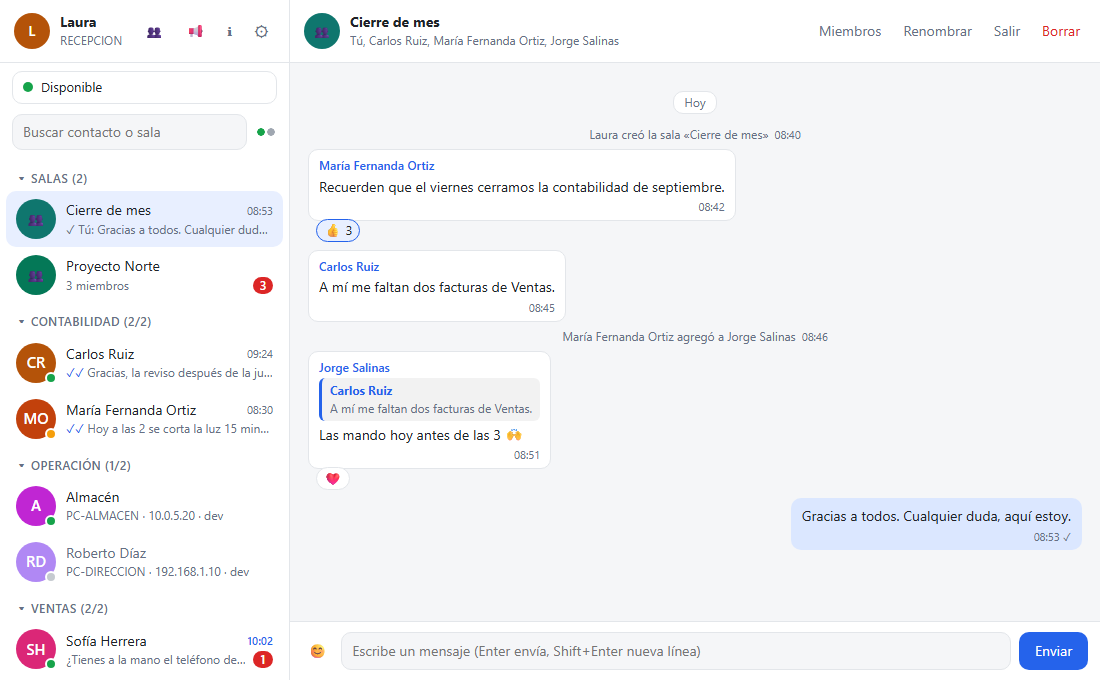 L
Laura
RECEPCION
Disponible
Buscar contacto o sala
SALAS (2)
Cierre de mes 08:53
✓ Tú: Gracias a todos. Cualquier dud...
Proyecto Norte
3 miembros 3
CONTABILIDAD (2/2)
CR
Carlos Ruiz 09:24
✓✓ Gracias, la reviso después de la ju...
MO
María Fernanda Ortiz 08:30
✓✓ Hoy a las 2 se corta la luz 15 min...
OPERACIÓN (1/2)
A
Almacén
PC-ALMACEN · 10.0.5.20 · dev
RD
Roberto Díaz
PC-DIRECCION · 192.168.1.10 · dev
VENTAS (2/2)
SH
Sofía Herrera 10:02
¿Tienes a la mano el teléfono de... 1
Cierre de mes
Tú, Carlos Ruiz, María Fernanda Ortiz, Jorge Salinas
Miembros Renombrar Salir Borrar
Hoy
Laura creó la sala «Cierre de mes» 08:40
María Fernanda Ortiz
Recuerden que el viernes cerramos la contabilidad de septiembre.
08:42
👍 3
Carlos Ruiz
A mí me faltan dos facturas de Ventas.
08:45
María Fernanda Ortiz agregó a Jorge Salinas 08:46
Jorge Salinas
Carlos Ruiz
A mí me faltan dos facturas de Ventas.
Las mando hoy antes de las 3 🙌
08:51
❤️
Gracias a todos. Cualquier duda, aquí estoy.
08:53 ✓
Escribe un mensaje (Enter envía, Shift+Enter nueva línea)
Enviar